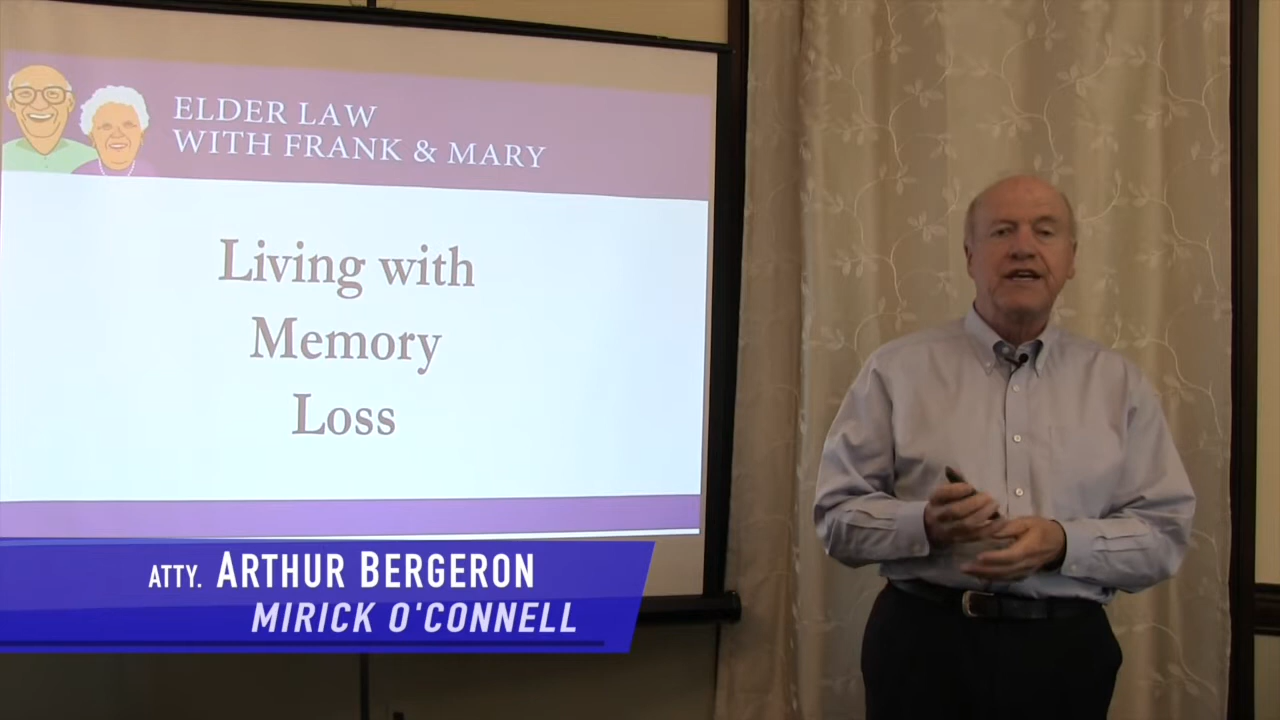 ELDER LAW
WITH FRANK & MARY
Living with
Memory
Loss
ATTY. ARTHUR BERGERON
MIRICK O'CONNELL